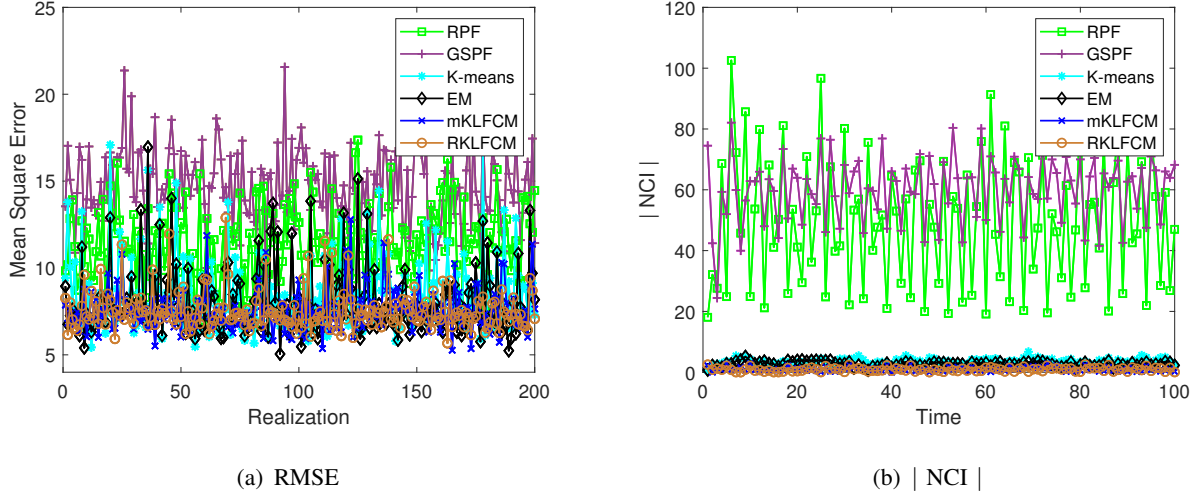 25
20
15
10
5
0
50
100
150
200
Mean Square Error
Realization
RPF
GSPF
K-means
EM
mKLFCM
RKLFCM
(a) RMSE
120
100
80
60
40
20
0
0
20
40
60
80
100
| NCI |
Time
RPF
GSPF
K-means
EM
mKLFCM
RKLFCM
(b) | NCI |